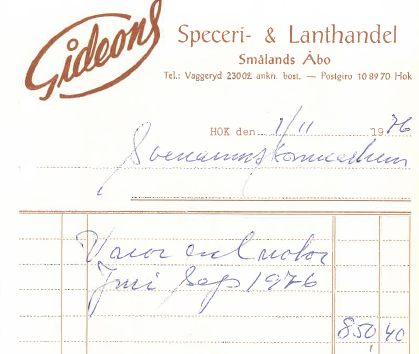 Gideons
Speceri- & Lanthandel
Smålands Åbo
Tel.: Vaggeryd 23002 ankn. bost. — Postgiro 10 89 70 Hok
HOK den 1/11 1976
Varor enl notor
Juni Sep 1976
850 40